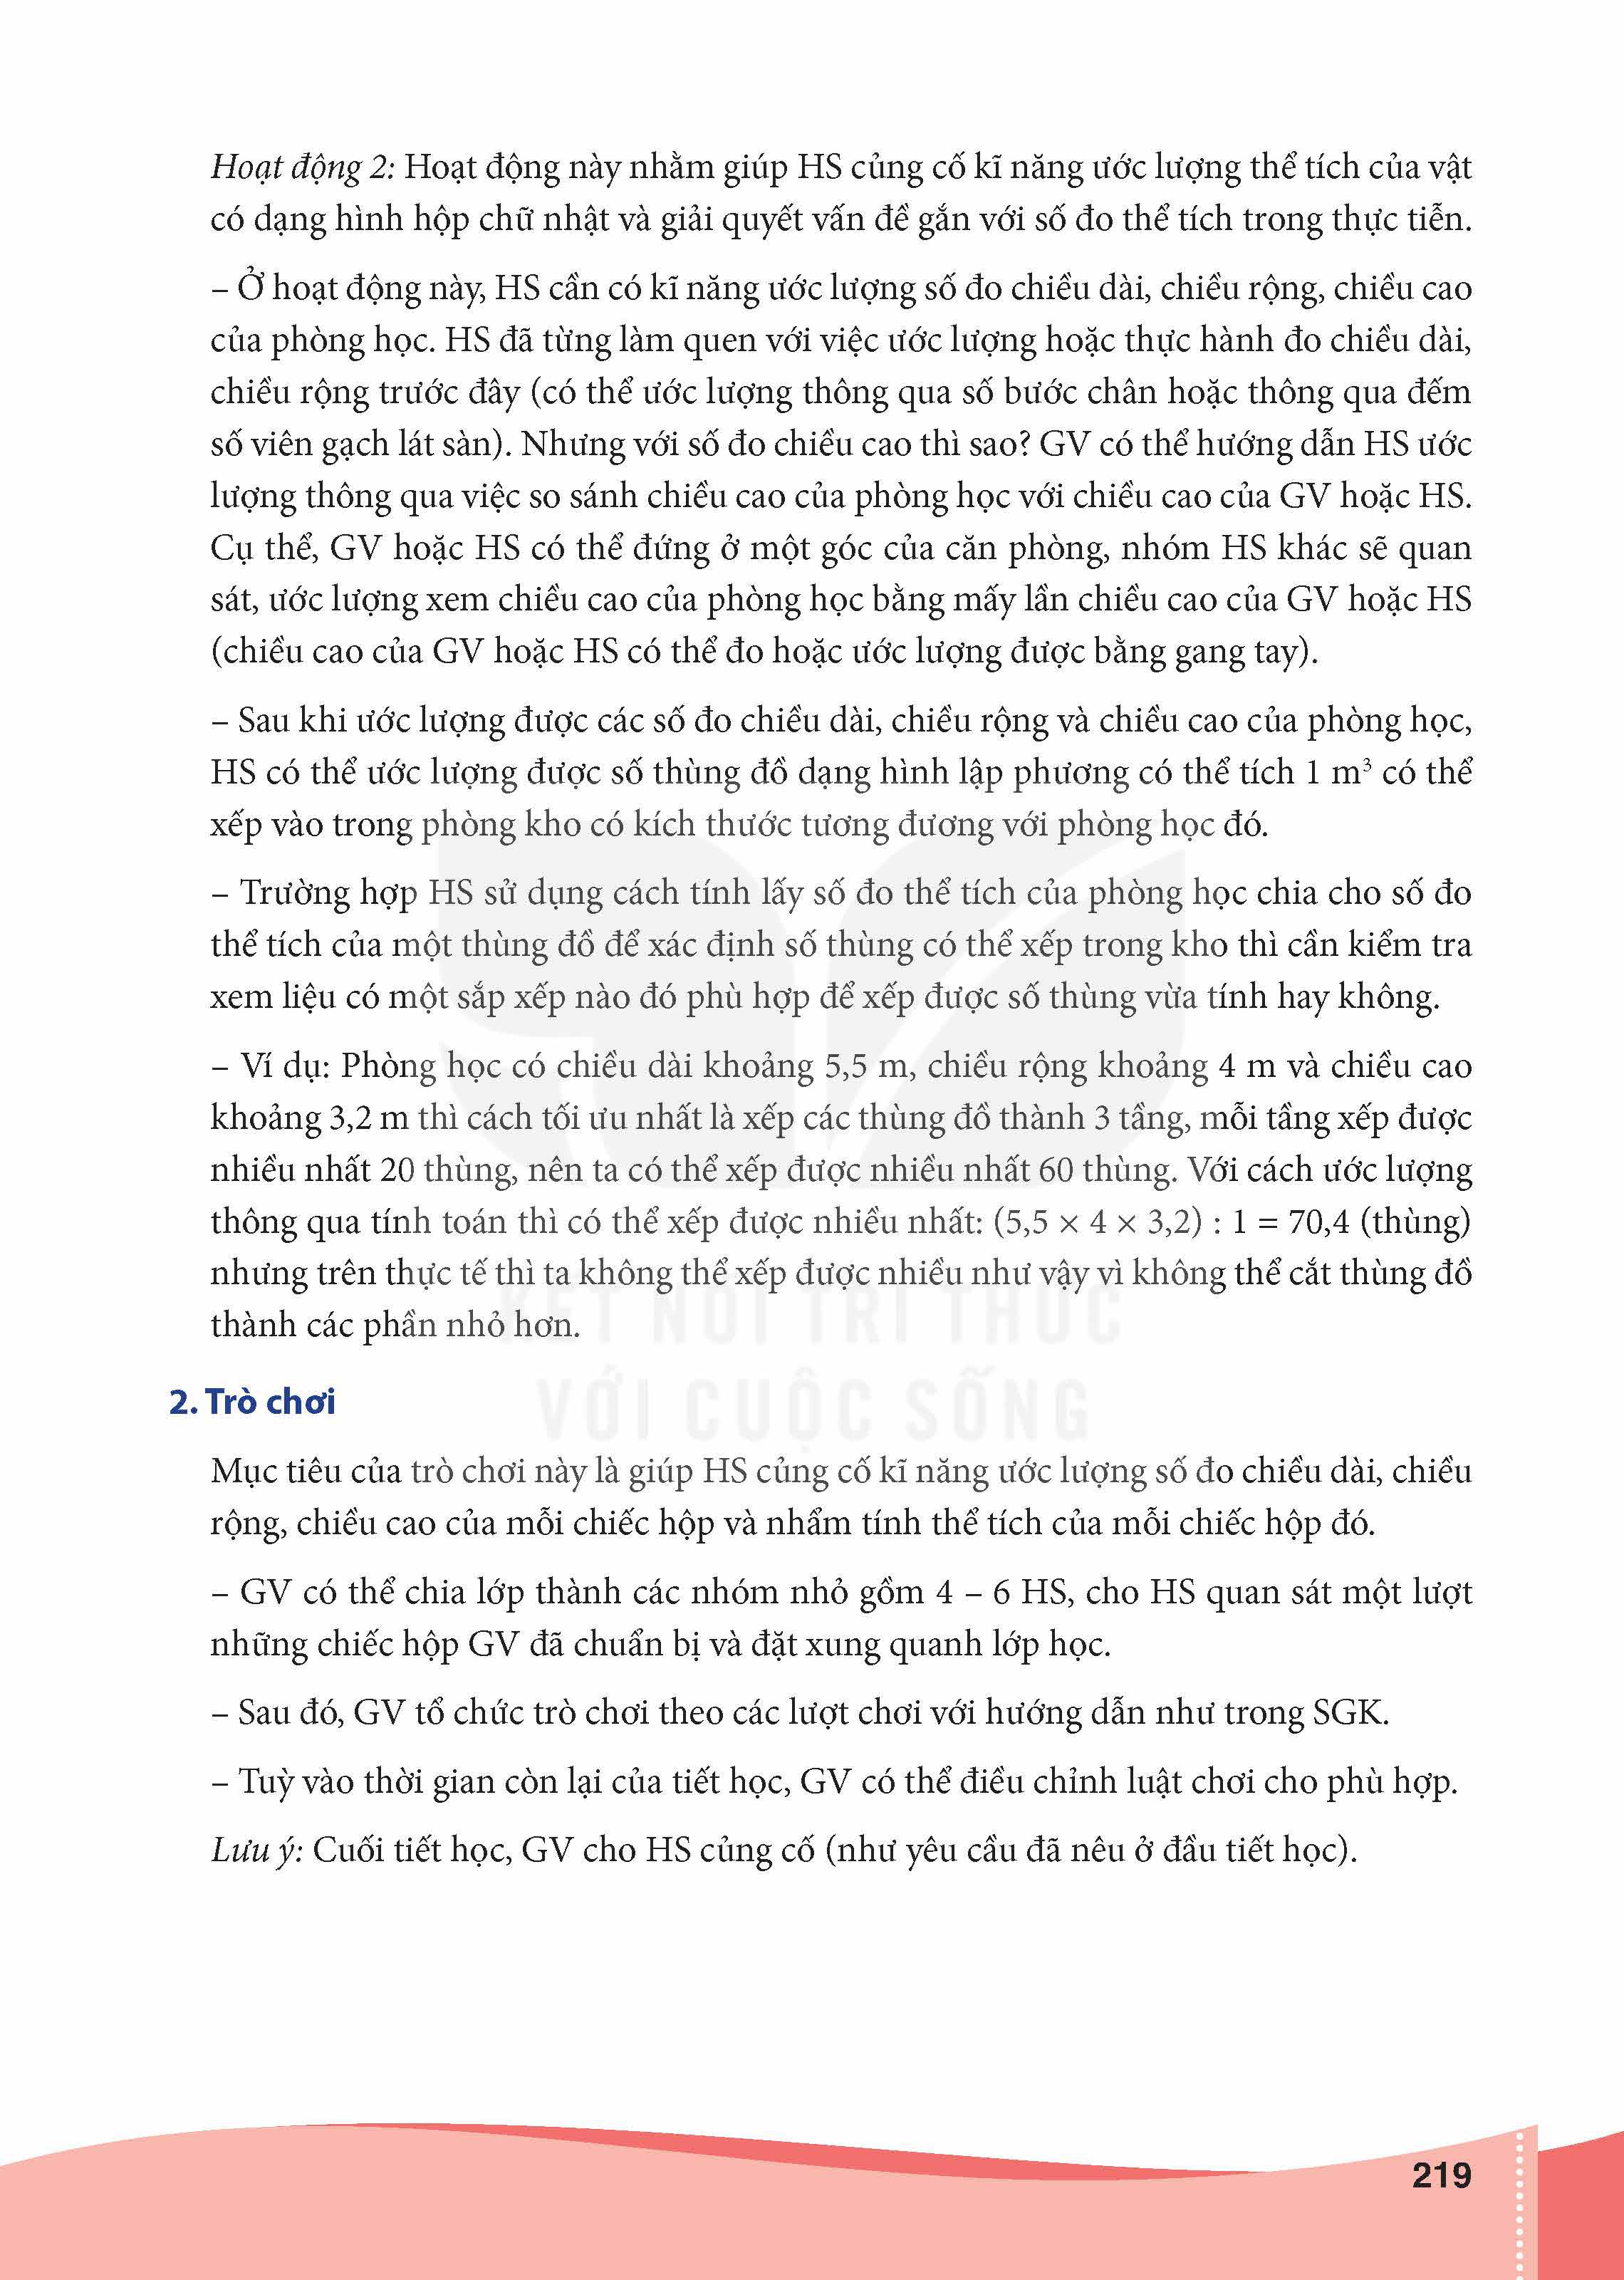 Hoạt động 2: Hoạt động này nhằm giúp HS củng cố kĩ năng ước lượng thể tích của vật
có dạng hình hộp chữ nhật và giải quyết vấn đề gắn với số đo thể tích trong thực tiễn.
– Ở hoạt động này, HS cần có kĩ năng ước lượng số đo chiều dài, chiều rộng, chiều cao
của phòng học. HS đã từng làm quen với việc ước lượng hoặc thực hành đo chiều dài,
chiều rộng trước đây (có thể ước lượng thông qua số bước chân hoặc thông qua đếm
số viên gạch lát sàn). Nhưng với số đo chiều cao thì sao? GV có thể hướng dẫn HS ước
lượng thông qua việc so sánh chiều cao của phòng học với chiều cao của GV hoặc HS.
Cụ thể, GV hoặc HS có thể đứng ở một góc của căn phòng, nhóm HS khác sẽ quan
sát, ước lượng xem chiều cao của phòng học bằng mấy lần chiều cao của GV hoặc HS
(chiều cao của GV hoặc HS có thể đo hoặc ước lượng được bằng gang tay).
– Sau khi ước lượng được các số đo chiều dài, chiều rộng và chiều cao của phòng học,
HS có thể ước lượng được số thùng đồ dạng hình lập phương có thể tích 1 m³ có thể
xếp vào trong phòng kho có kích thước tương đương với phòng học đó.
– Trường hợp HS sử dụng cách tính lấy số đo thể tích của phòng học chia cho số đo
thể tích của một thùng đồ để xác định số thùng có thể xếp trong kho thì cần kiểm tra
xem liệu có một sắp xếp nào đó phù hợp để xếp được số thùng vừa tính hay không.
– Ví dụ: Phòng học có chiều dài khoảng 5,5 m, chiều rộng khoảng 4 m và chiều cao
khoảng 3,2 m thì cách tối ưu nhất là xếp các thùng đồ thành 3 tầng, mỗi tầng xếp được
nhiều nhất 20 thùng, nên ta có thể xếp được nhiều nhất 60 thùng. Với cách ước lượng
thông qua tính toán thì có thể xếp được nhiều nhất: (5,5 × 4 × 3,2) : 1 = 70,4 (thùng)
nhưng trên thực tế thì ta không thể xếp được nhiều như vậy vì không thể cắt thùng đồ
thành các phần nhỏ hơn.
KẾT NỐI TRI THỨC
VỚI CUỘC SỐNG
2. Trò chơi
Mục tiêu của trò chơi này là giúp HS củng cố kĩ năng ước lượng số đo chiều dài, chiều
rộng, chiều cao của mỗi chiếc hộp và nhẩm tính thể tích của mỗi chiếc hộp đó.
– GV có thể chia lớp thành các nhóm nhỏ gồm 4 – 6 HS, cho HS quan sát một lượt
những chiếc hộp GV đã chuẩn bị và đặt xung quanh lớp học.
– Sau đó, GV tổ chức trò chơi theo các lượt chơi với hướng dẫn như trong SGK.
– Tuỳ vào thời gian còn lại của tiết học, GV có thể điều chỉnh luật chơi cho phù hợp.
Lưu ý: Cuối tiết học, GV cho HS củng cố (như yêu cầu đã nêu ở đầu tiết học).
219